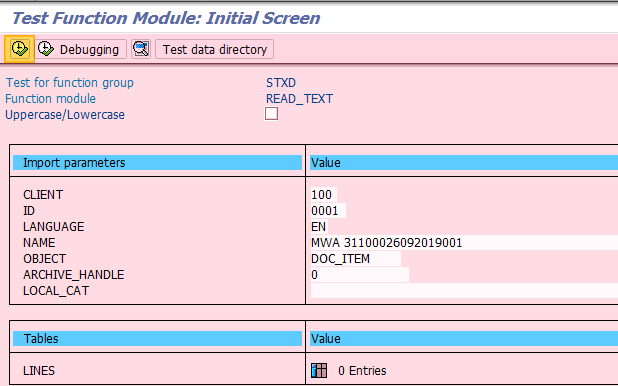 Test Function Module: Initial Screen
Debugging Test data directory
Test for function group STXD
Function module READ_TEXT
Uppercase/Lowercase
Import parameters Value
CLIENT 100
ID 0001
LANGUAGE EN
NAME MWA 31100026092019001
OBJECT DOC_ITEM
ARCHIVE_HANDLE 0
LOCAL_CAT
Tables Value
LINES 0 Entries